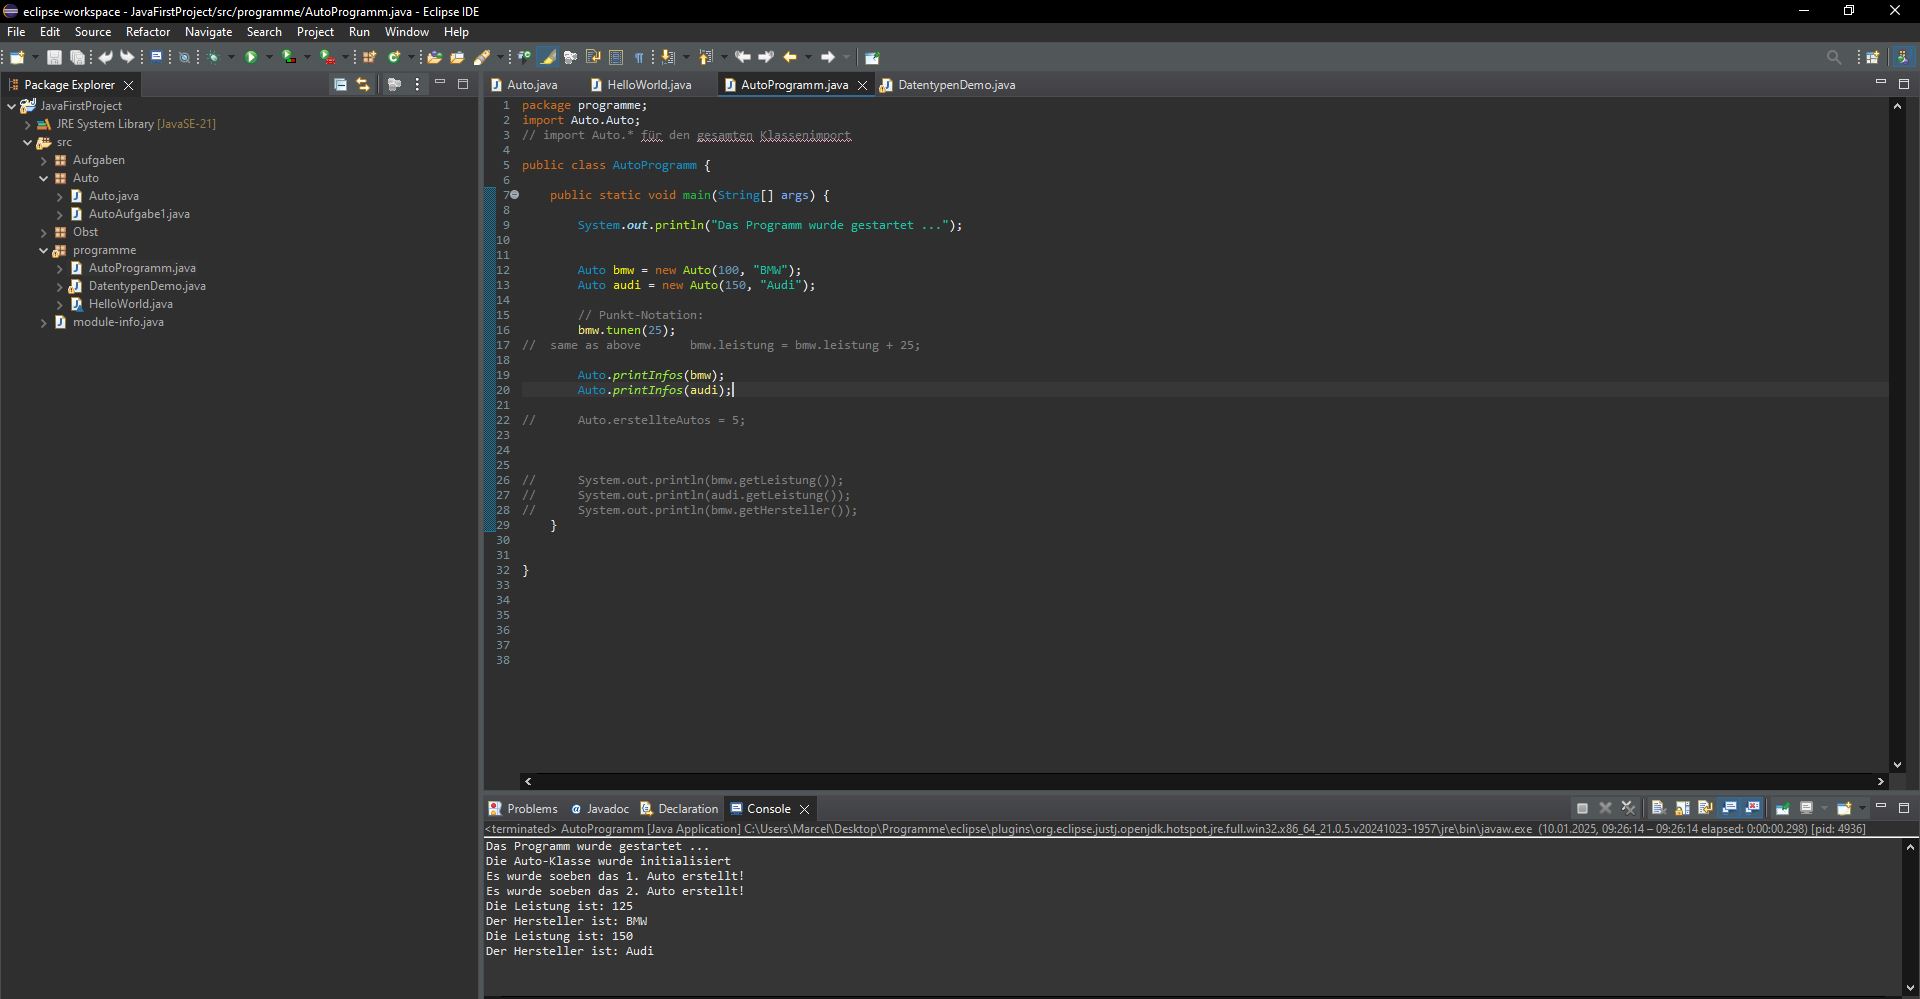 eclipse-workspace - JavaFirstProject/src/programme/AutoProgramm.java - Eclipse IDE
File Edit Source Refactor Navigate Search Project Run Window Help
Package Explorer
JavaFirstProject
JRE System Library [JavaSE-21]
src
Aufgaben
Auto
Auto.java
AutoAufgabe1.java
Obst
programme
AutoProgramm.java
DatentypenDemo.java
HelloWorld.java
module-info.java
Auto.java HelloWorld.java AutoProgramm.java DatentypenDemo.java
1 package programme;
2 import Auto.Auto;
3 // import Auto.* für den gesamten Klassenimport
4
5 public class AutoProgramm {
6
7 public static void main(String[] args) {
8
9 System.out.println("Das Programm wurde gestartet ...");
10
11
12 Auto bmw = new Auto(100, "BMW");
13 Auto audi = new Auto(150, "Audi");
14
15 // Punkt-Notation:
16 bmw.tunen(25);
17 // same as above bmw.leistung = bmw.leistung + 25;
18
19 Auto.printInfos(bmw);
20 Auto.printInfos(audi);
21
22 // Auto.erstellteAutos = 5;
23
24
25
26 // System.out.println(bmw.getLeistung());
27 // System.out.println(audi.getLeistung());
28 // System.out.println(bmw.getHersteller());
29 }
30
31
32 }
33
34
35
36
37
38
Problems Javadoc Declaration Console
<terminated> AutoProgramm [Java Application] C:\Users\Marcel\Desktop\Programme\eclipse\plugins\org.eclipse.justj.openjdk.hotspot.jre.full.win32.x86_64_21.0.5.v20241023-1957\jre\bin\javaw.exe (10.01.2025, 09:26:14 – 09:26:14 elapsed: 0:00:00.298) [pid: 4936]
Das Programm wurde gestartet ...
Die Auto-Klasse wurde initialisiert
Es wurde soeben das 1. Auto erstellt!
Es wurde soeben das 2. Auto erstellt!
Die Leistung ist: 125
Der Hersteller ist: BMW
Die Leistung ist: 150
Der Hersteller ist: Audi